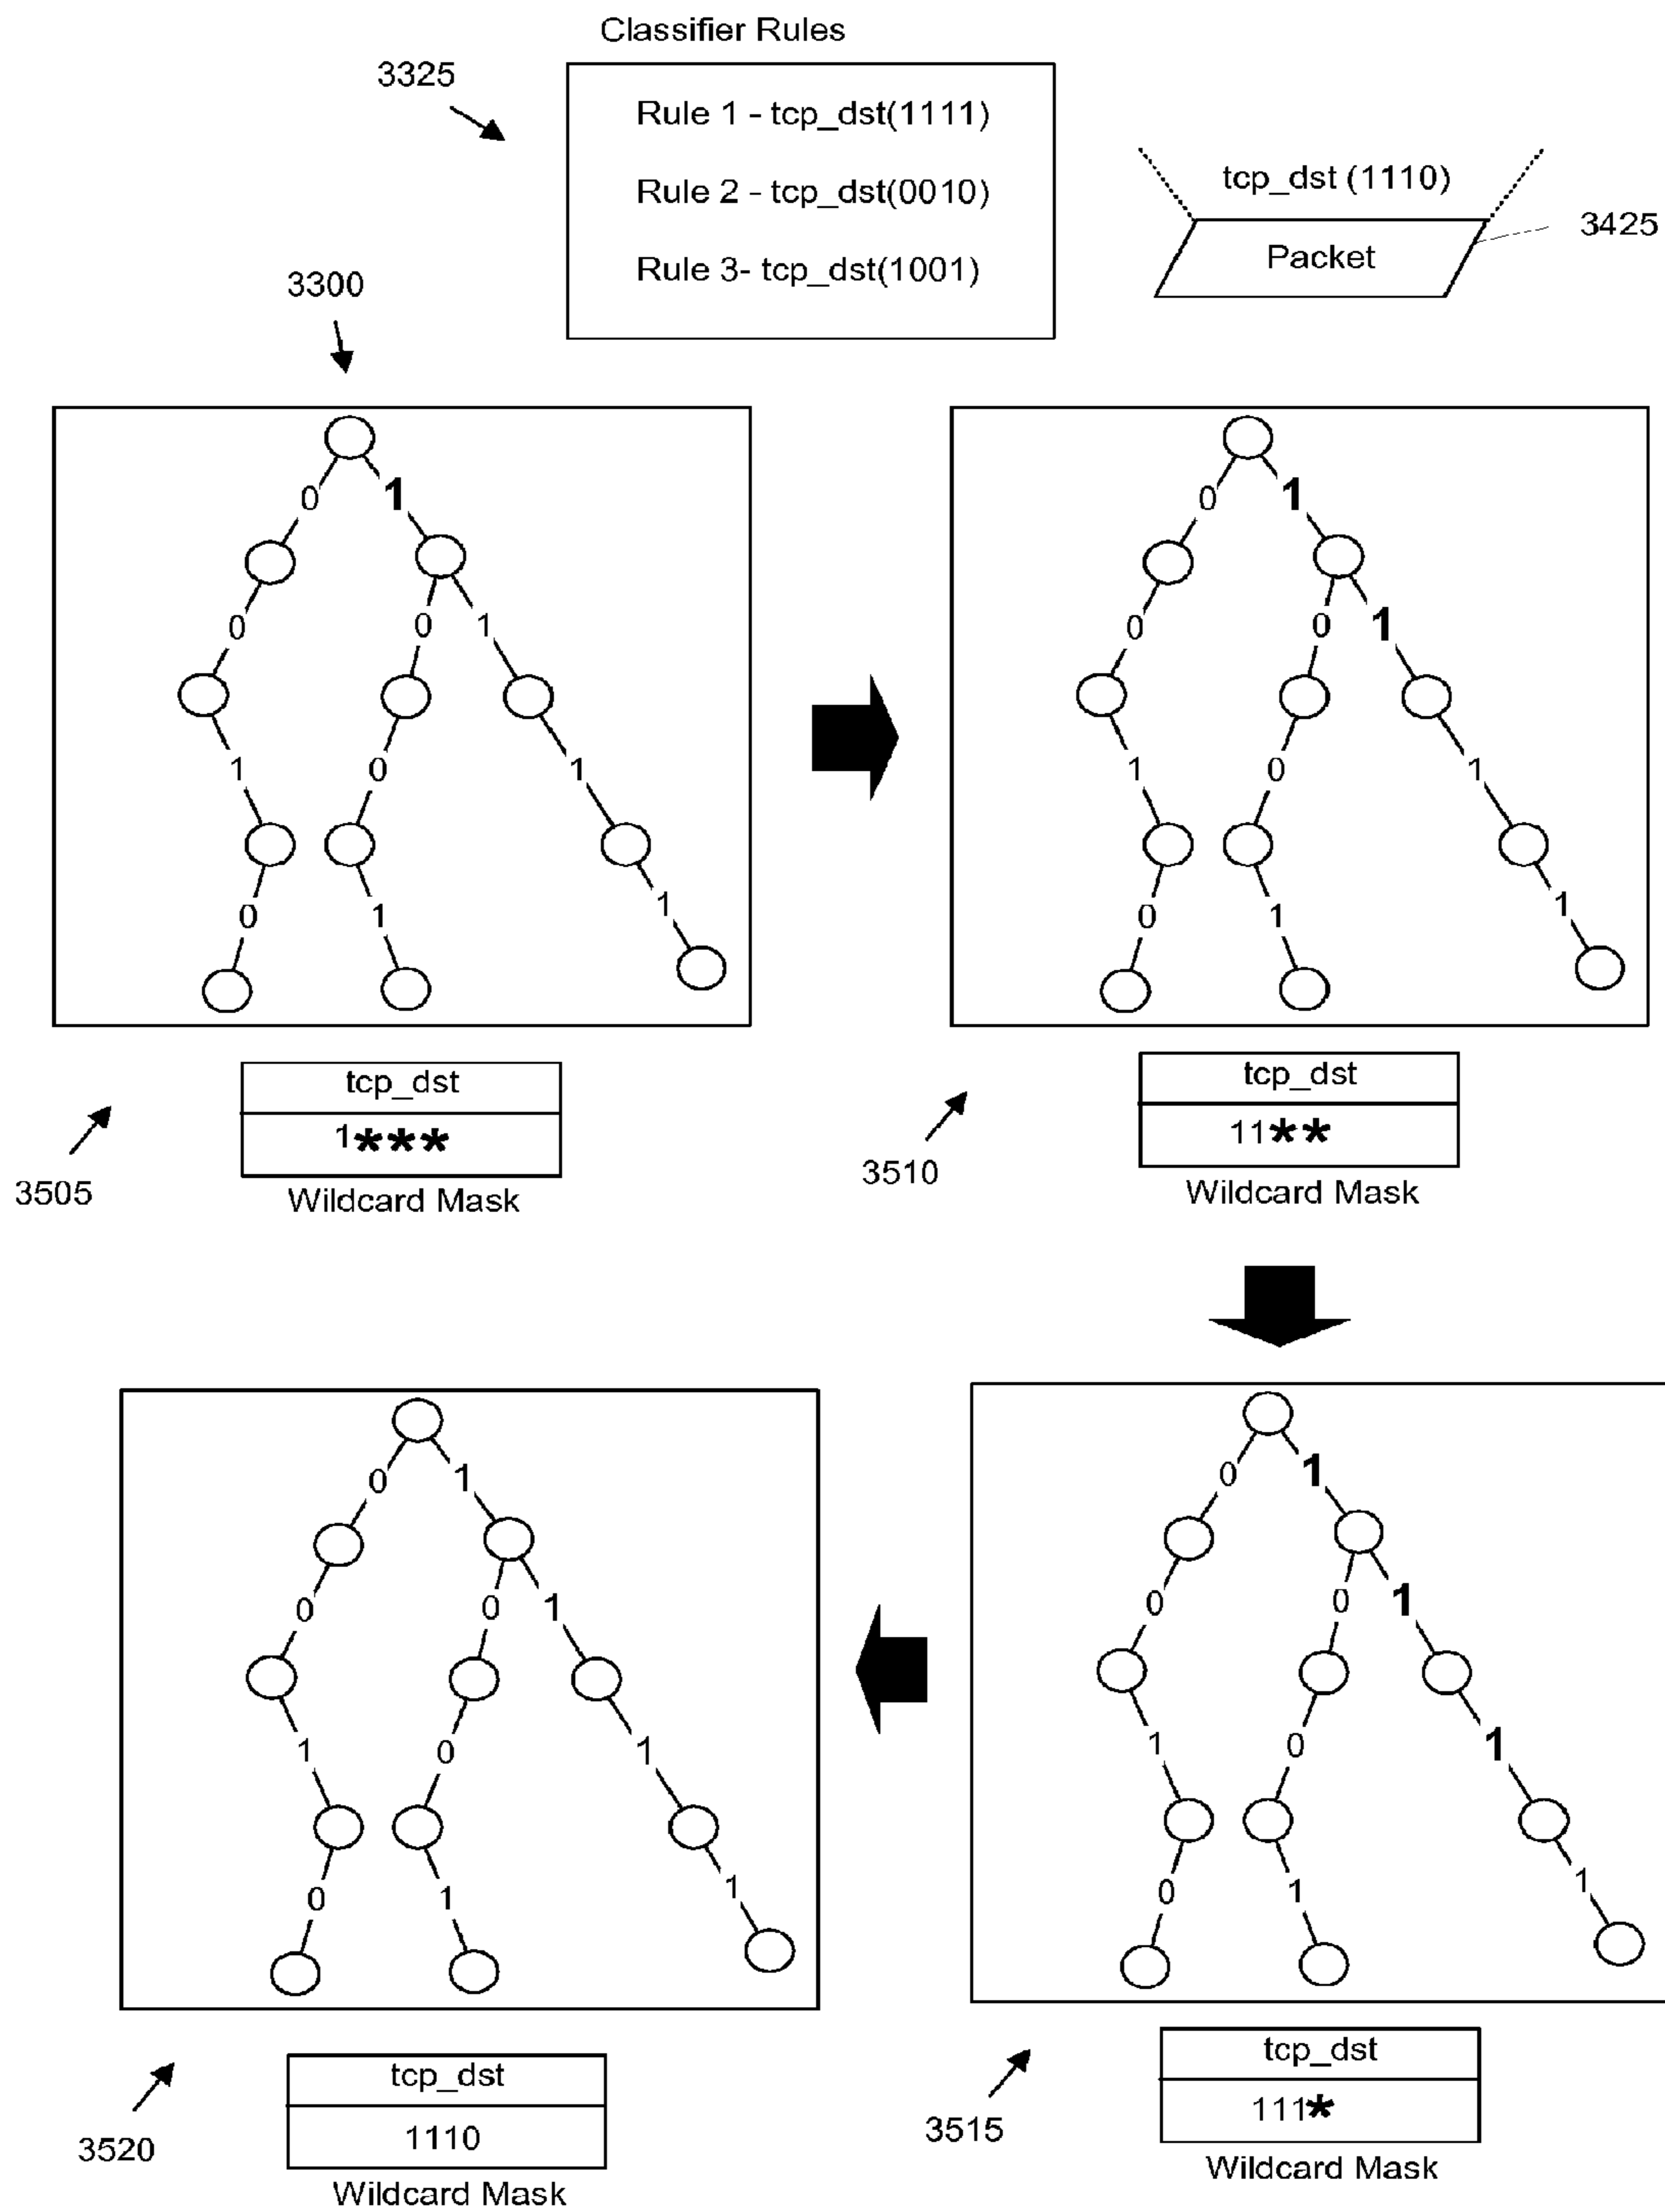 Classifier Rules
3325
Rule 1 - tcp_dst(1111)
Rule 2 - tcp_dst(0010)
Rule 3- tcp_dst(1001)
tcp_dst (1110)
Packet
3425
3300
0 1
0 0 1
1 0 1
0 1 1
0 1
0 0 1
1 0 1
0 1 1
tcp_dst
1***
Wildcard Mask
3505
tcp_dst
11**
Wildcard Mask
3510
0 1
0 0 1
1 0 1
0 1 1
0 1
0 0 1
1 0 1
0 1 1
tcp_dst
1110
Wildcard Mask
3520
tcp_dst
111*
Wildcard Mask
3515